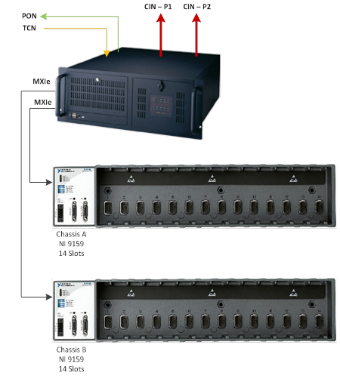 CIN – P1 CIN – P2
PON
TCN
MXIe
MXIe
Chassis A
NI 9159
14 Slots
Chassis B
NI 9159
14 Slots